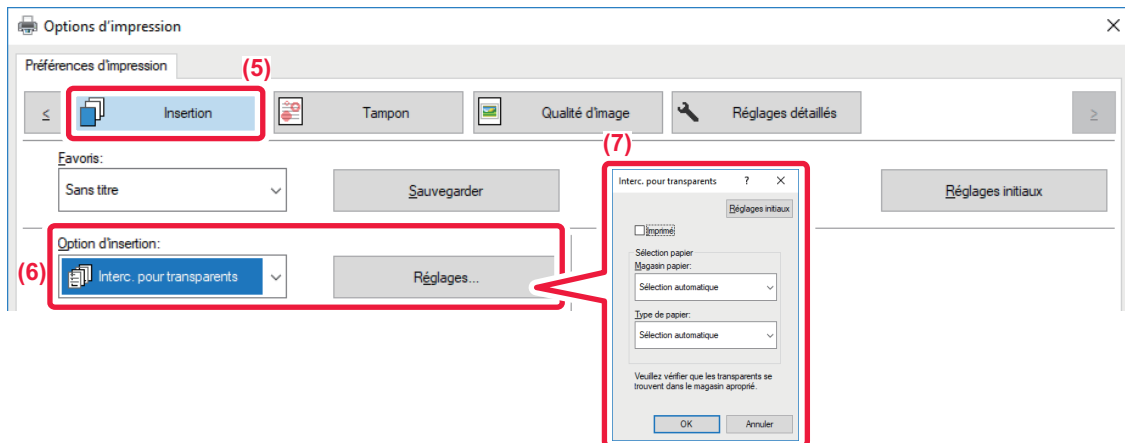 Options d'impression
Préférences d'impression
(5)
<
Insertion
Tampon
Qualité d'image
Réglages détaillés
>
Favoris:
Sans titre
Sauvegarder
Réglages initiaux
(6)
Option d'insertion:
Interc. pour transparents
Réglages...
(7)
Interc. pour transparents
?
Réglages initiaux
Imprimé
Sélection papier
Magasin papier:
Sélection automatique
Type de papier:
Sélection automatique
Veuillez vérifier que les transparents se
trouvent dans le magasin aproprié.
OK
Annuler